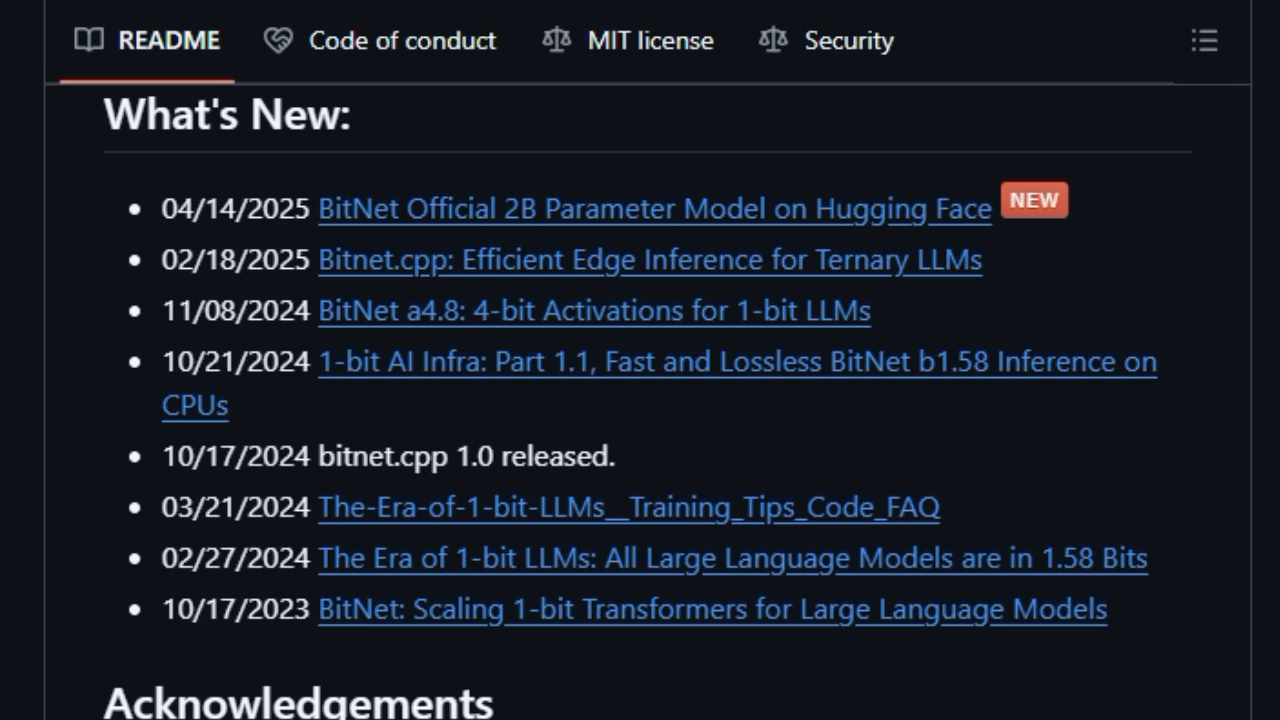 README Code of conduct MIT license Security
What's New:
• 04/14/2025 BitNet Official 2B Parameter Model on Hugging Face NEW
• 02/18/2025 Bitnet.cpp: Efficient Edge Inference for Ternary LLMs
• 11/08/2024 BitNet a4.8: 4-bit Activations for 1-bit LLMs
• 10/21/2024 1-bit AI Infra: Part 1.1, Fast and Lossless BitNet b1.58 Inference on
CPUs
• 10/17/2024 bitnet.cpp 1.0 released.
• 03/21/2024 The-Era-of-1-bit-LLMs__Training_Tips_Code_FAQ
• 02/27/2024 The Era of 1-bit LLMs: All Large Language Models are in 1.58 Bits
• 10/17/2023 BitNet: Scaling 1-bit Transformers for Large Language Models
Acknowledgements